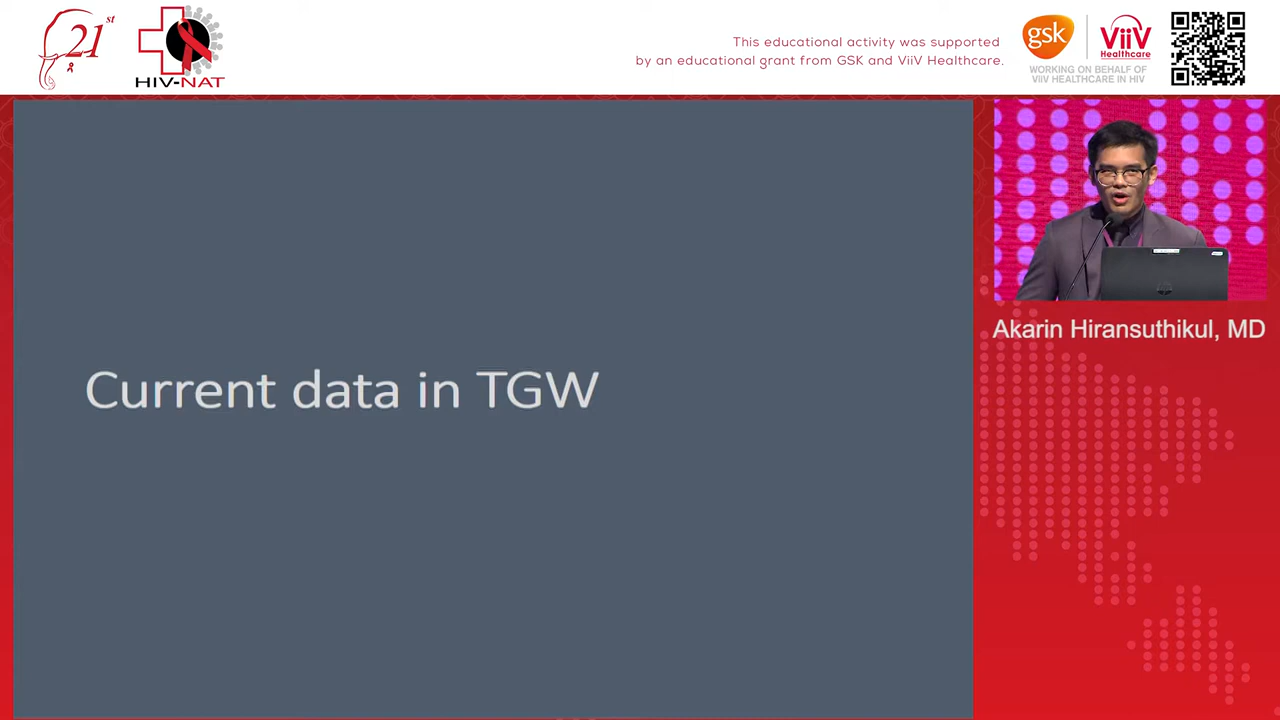 21st
HIV-NAT
This educational activity was supported
by an educational grant from GSK and ViiV Healthcare.
gsk
ViiV
Healthcare
WORKING ON BEHALF OF
VIIV HEALTHCARE IN HIV
Current data in TGW
Akarin Hiransuthikul, MD